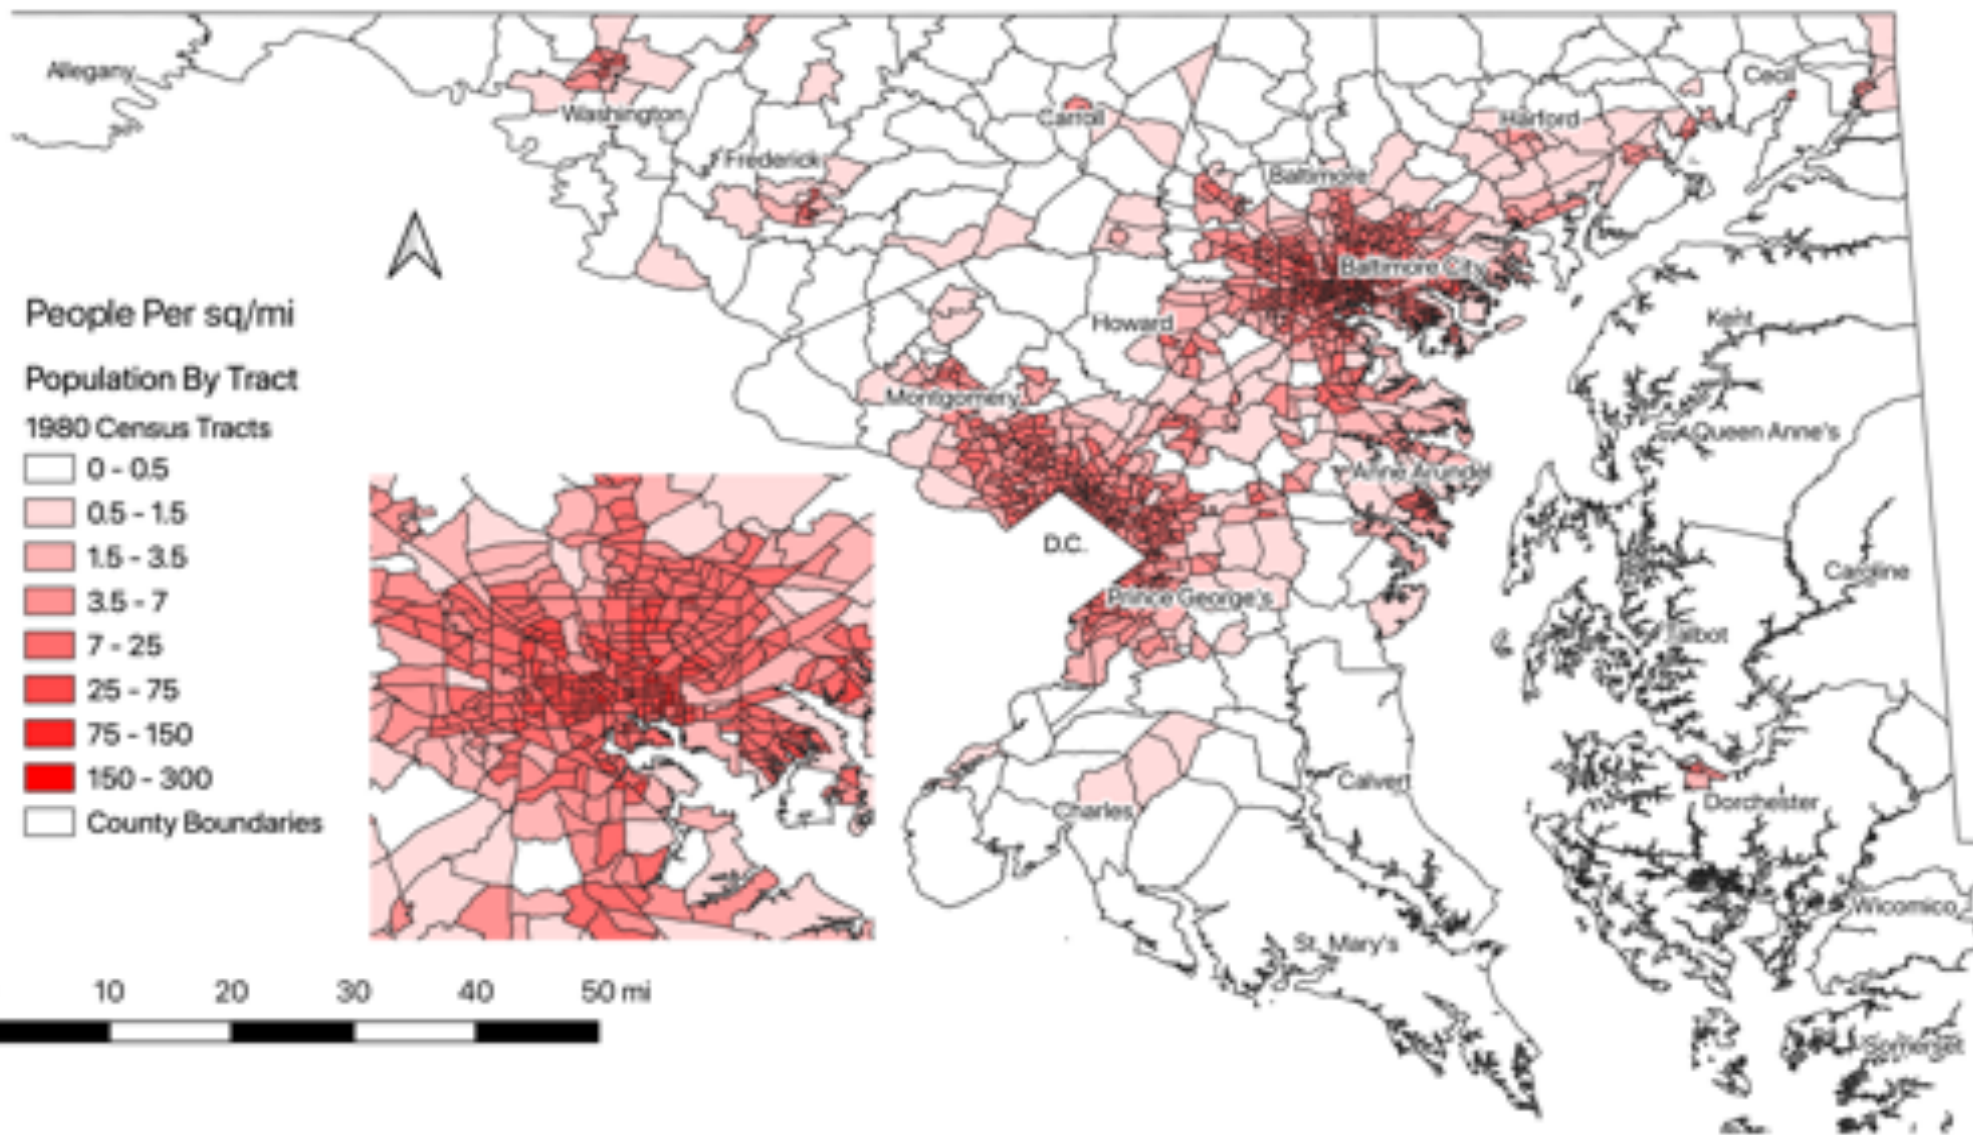 Allegany
Washington
Frederick
Carroll
Harford
Cecil
Baltimore
Baltimore City
Howard
Kent
Montgomery
Queen Anne's
Anne Arundel
D.C.
Prince George's
Caroline
Talbot
Calvert
Charles
Dorchester
Wicomico
St. Mary's
Somerset
People Per sq/mi
Population By Tract
1980 Census Tracts
0 - 0.5
0.5 - 1.5
1.5 - 3.5
3.5 - 7
7 - 25
25 - 75
75 - 150
150 - 300
County Boundaries
10 20 30 40 50 mi